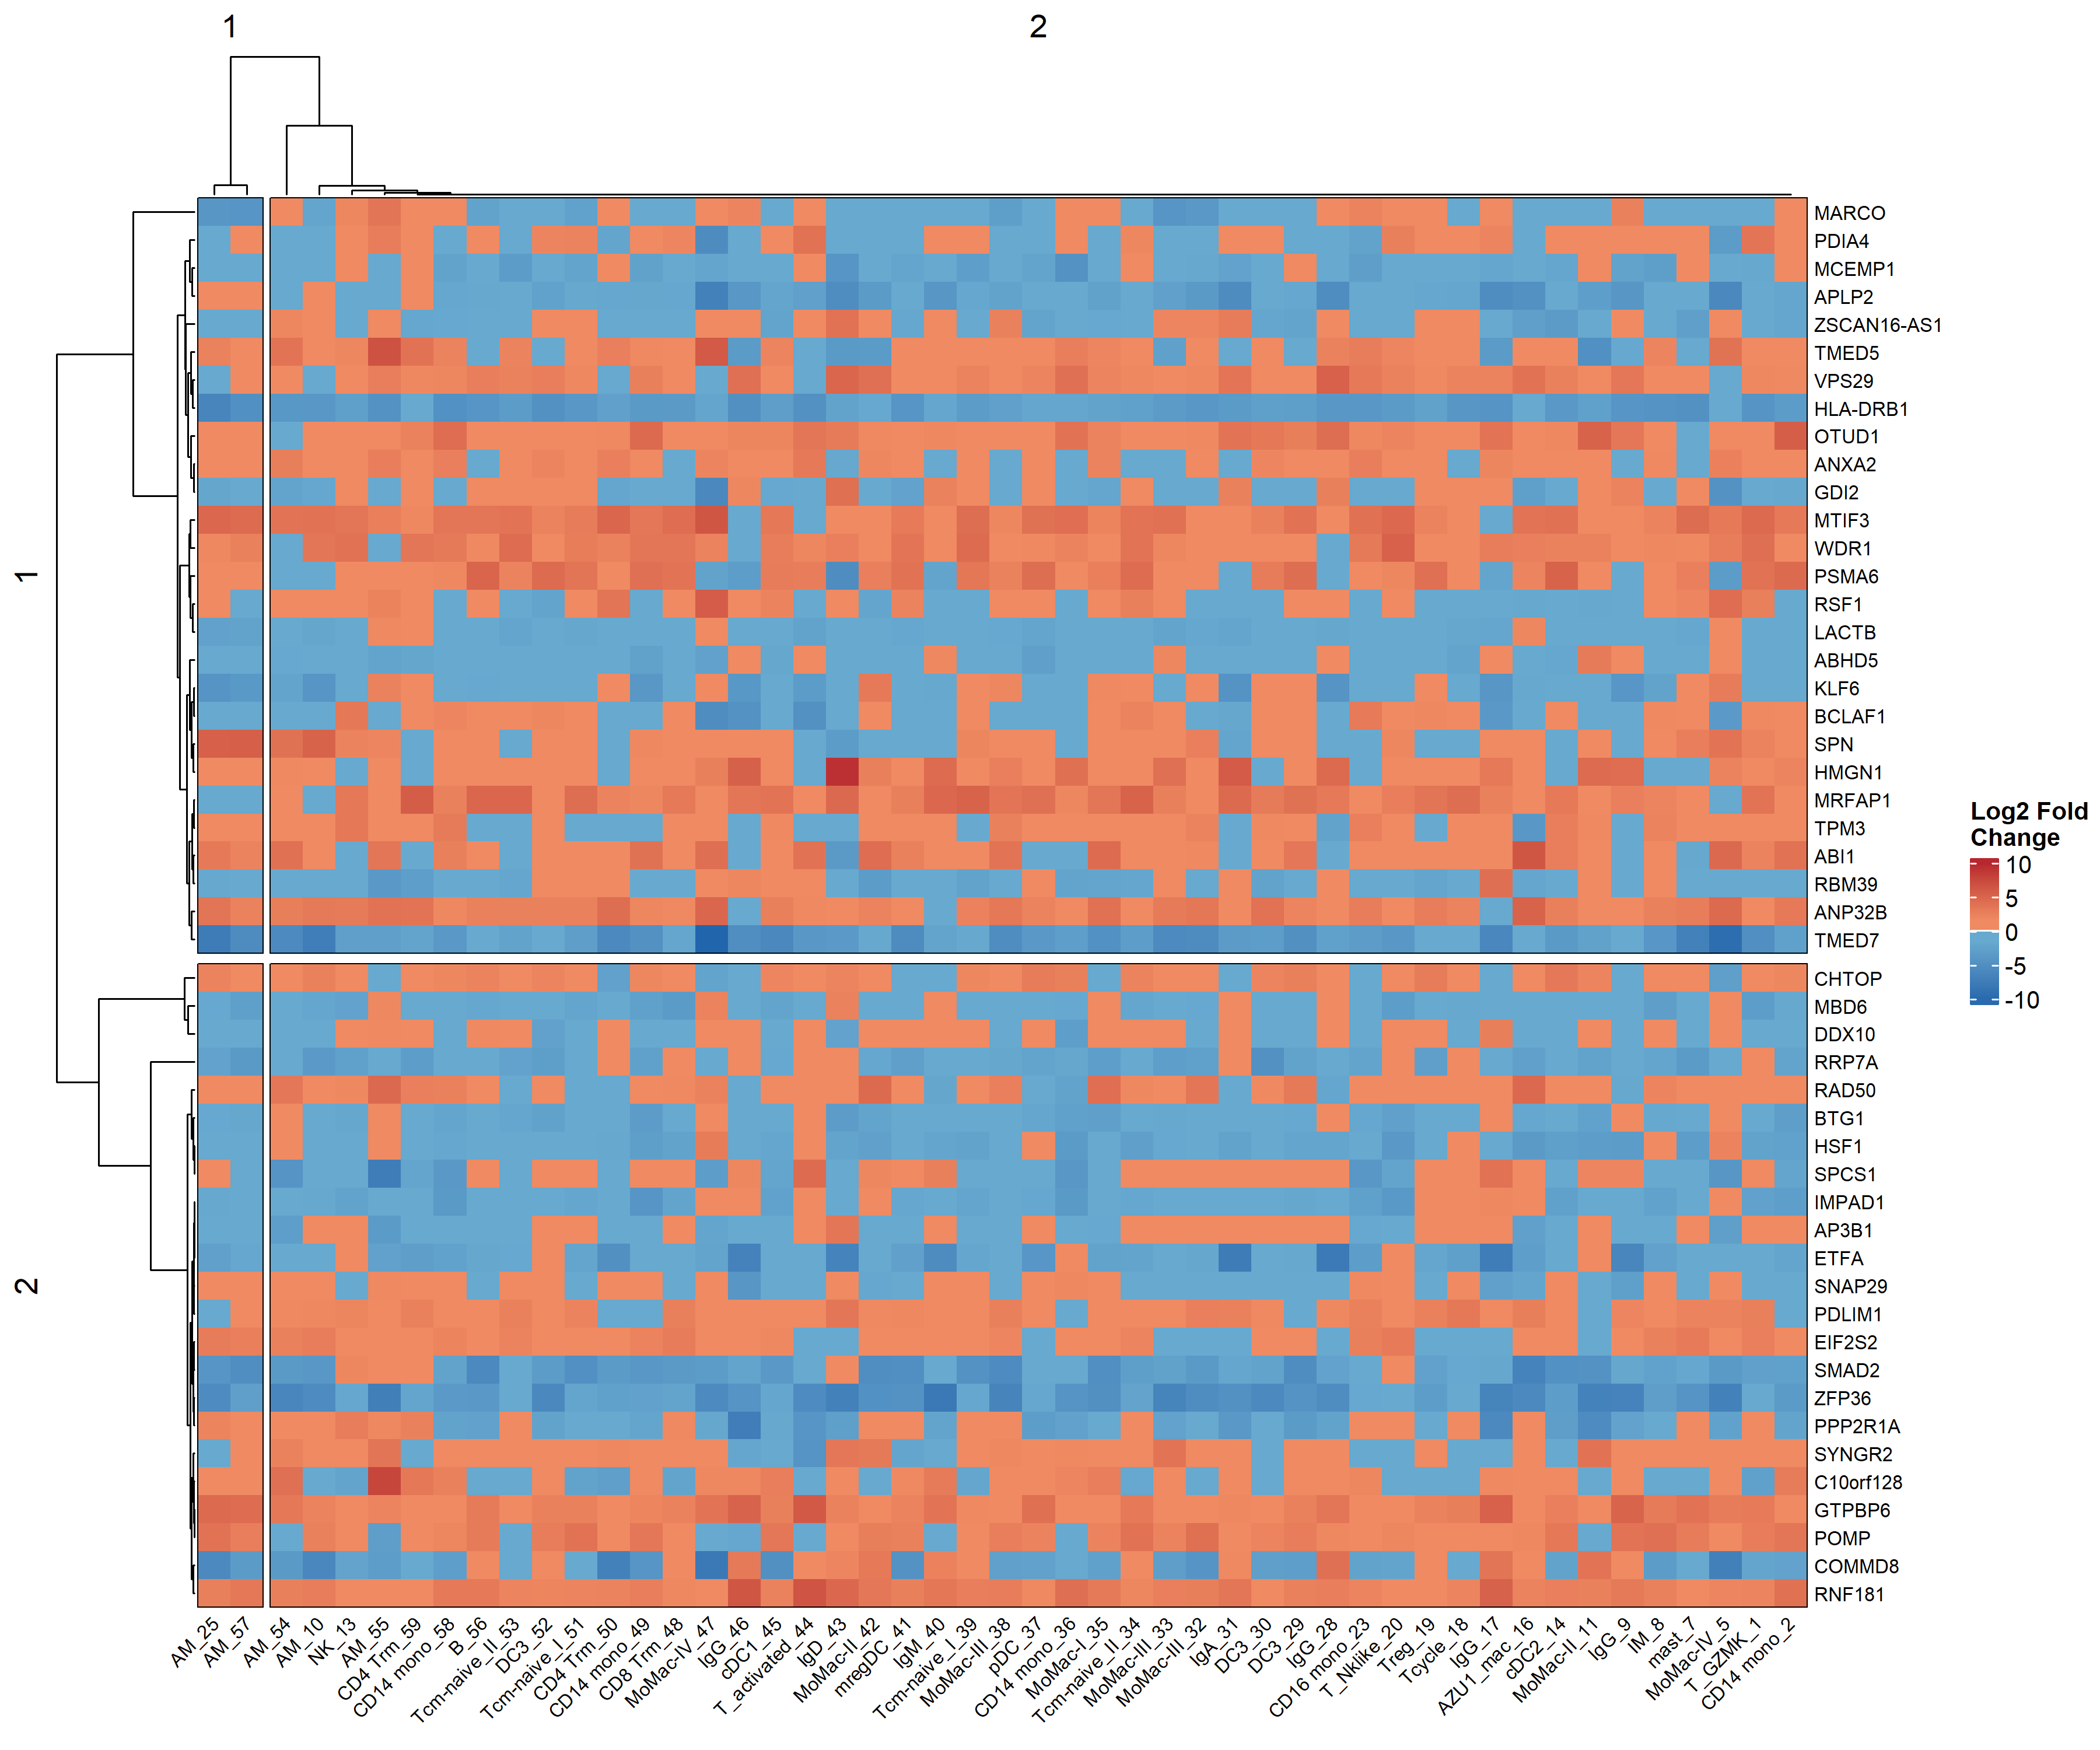 1
2
1
2
MARCO
PDIA4
MCEMP1
APLP2
ZSCAN16-AS1
TMED5
VPS29
HLA-DRB1
OTUD1
ANXA2
GDI2
MTIF3
WDR1
PSMA6
RSF1
LACTB
ABHD5
KLF6
BCLAF1
SPN
HMGN1
MRFAP1
TPM3
ABI1
RBM39
ANP32B
TMED7
CHTOP
MBD6
DDX10
RRP7A
RAD50
BTG1
HSF1
SPCS1
IMPAD1
AP3B1
ETFA
SNAP29
PDLIM1
EIF2S2
SMAD2
ZFP36
PPP2R1A
SYNGR2
C10orf128
GTPBP6
POMP
COMMD8
RNF181
Log2 Fold
Change
10
5
0
-5
-10
AM_25
AM_57
AM_54
AM_10
NK_13
AM_55
CD4 Trm_59
CD14 mono_58
B_56
Tcm-naive_II_53
DC3_52
Tcm-naive_I_51
CD4 Trm_50
CD14 mono_49
CD8 Trm_48
MoMac-IV_47
IgG_46
cDC1_45
T_activated_44
IgD_43
MoMac-II_42
mregDC_41
IgM_40
Tcm-naive_I_39
MoMac-III_38
pDC_37
CD14 mono_36
MoMac-I_35
Tcm-naive_II_34
MoMac-III_33
MoMac-III_32
IgA_31
DC3_30
DC3_29
IgG_28
CD16 mono_23
T_Nklike_20
Treg_19
Tcycle_18
IgG_17
AZU1_mac_16
cDC2_14
MoMac-II_11
IgG_9
IM_8
mast_7
MoMac-IV_5
T_GZMK_1
CD14 mono_2